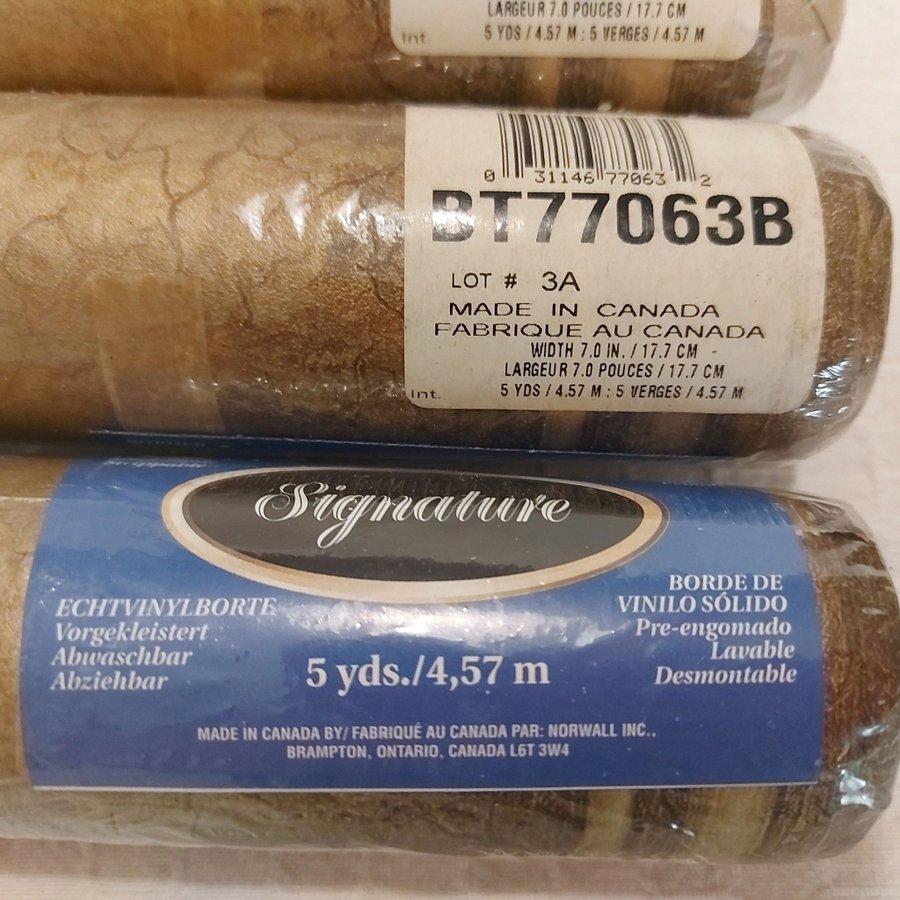 LARGEUR 7.0 POUCES / 17.7 CM
Int. 5 YDS / 4.57 M : 5 VERGES / 4.57 M
0 31146 77063 2
BT77063B
LOT # 3A
MADE IN CANADA
FABRIQUE AU CANADA
WIDTH 7.0 IN. / 17.7 CM
LARGEUR 7.0 POUCES / 17.7 CM
Int. 5 YDS / 4.57 M : 5 VERGES / 4.57 M
Strippable
Signature
ECHTVINYLBORTE
Vorgekleistert
Abwaschbar
Abziehbar
5 yds./4,57 m
BORDE DE
VINILO SÓLIDO
Pre-engomado
Lavable
Desmontable
MADE IN CANADA BY/ FABRIQUÉ AU CANADA PAR: NORWALL INC.,
BRAMPTON, ONTARIO, CANADA L6T 3W4